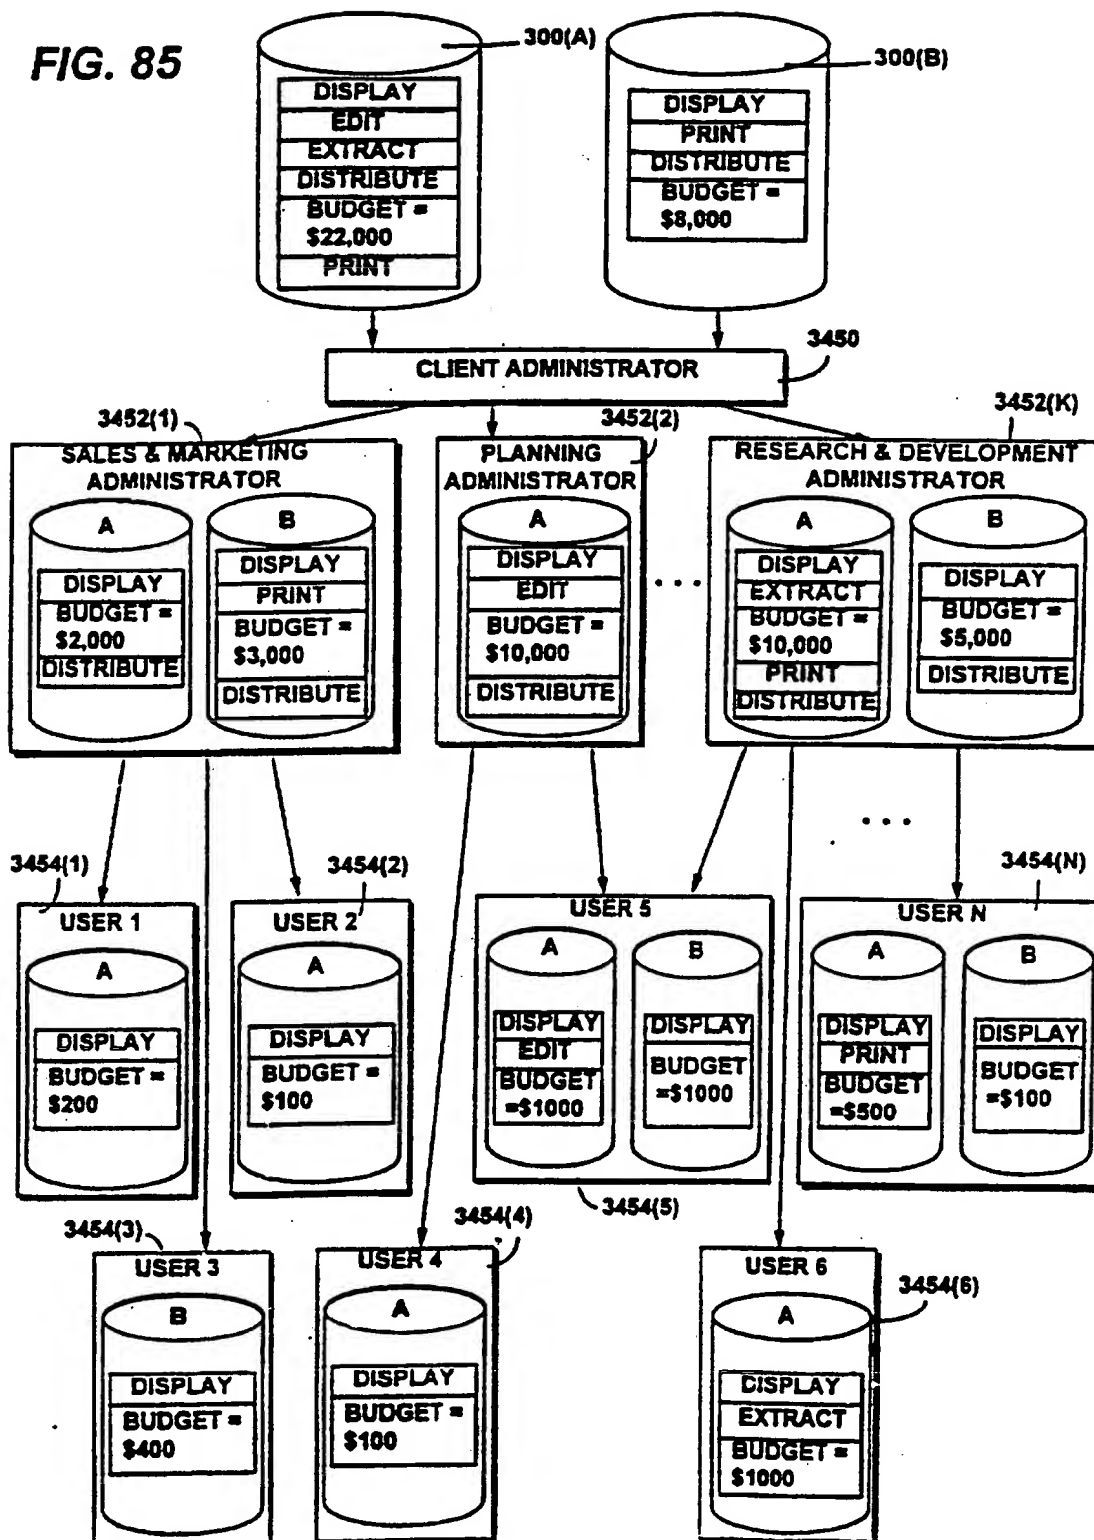 FIG. 85
300(A)
DISPLAY
EDIT
EXTRACT
DISTRIBUTE
BUDGET =
$22,000
PRINT
300(B)
DISPLAY
PRINT
DISTRIBUTE
BUDGET =
$8,000
CLIENT ADMINISTRATOR
3450
3452(1)
SALES & MARKETING
ADMINISTRATOR
A
DISPLAY
BUDGET =
$2,000
DISTRIBUTE
B
DISPLAY
PRINT
BUDGET =
$3,000
DISTRIBUTE
3452(2)
PLANNING
ADMINISTRATOR
A
DISPLAY
EDIT
BUDGET =
$10,000
DISTRIBUTE
. . .
3452(K)
RESEARCH & DEVELOPMENT
ADMINISTRATOR
A
DISPLAY
EXTRACT
BUDGET =
$10,000
PRINT
DISTRIBUTE
B
DISPLAY
BUDGET =
$5,000
DISTRIBUTE
. . .
3454(1)
USER 1
A
DISPLAY
BUDGET =
$200
3454(2)
USER 2
A
DISPLAY
BUDGET =
$100
USER 5
A
DISPLAY
EDIT
BUDGET
=$1000
B
DISPLAY
BUDGET
=$1000
3454(5)
3454(N)
USER N
A
DISPLAY
PRINT
BUDGET
=$500
B
DISPLAY
BUDGET
=$100
3454(3)
USER 3
B
DISPLAY
BUDGET =
$400
3454(4)
USER 4
A
DISPLAY
BUDGET =
$100
USER 6
3454(6)
A
DISPLAY
EXTRACT
BUDGET =
$1000